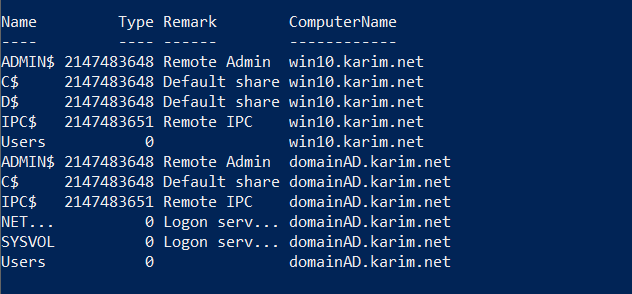 Name Type Remark ComputerName
---- ---- ------ ------------
ADMIN$ 2147483648 Remote Admin win10.karim.net
C$ 2147483648 Default share win10.karim.net
D$ 2147483648 Default share win10.karim.net
IPC$ 2147483651 Remote IPC win10.karim.net
Users 0 win10.karim.net
ADMIN$ 2147483648 Remote Admin domainAD.karim.net
C$ 2147483648 Default share domainAD.karim.net
IPC$ 2147483651 Remote IPC domainAD.karim.net
NET... 0 Logon serv... domainAD.karim.net
SYSVOL 0 Logon serv... domainAD.karim.net
Users 0 domainAD.karim.net